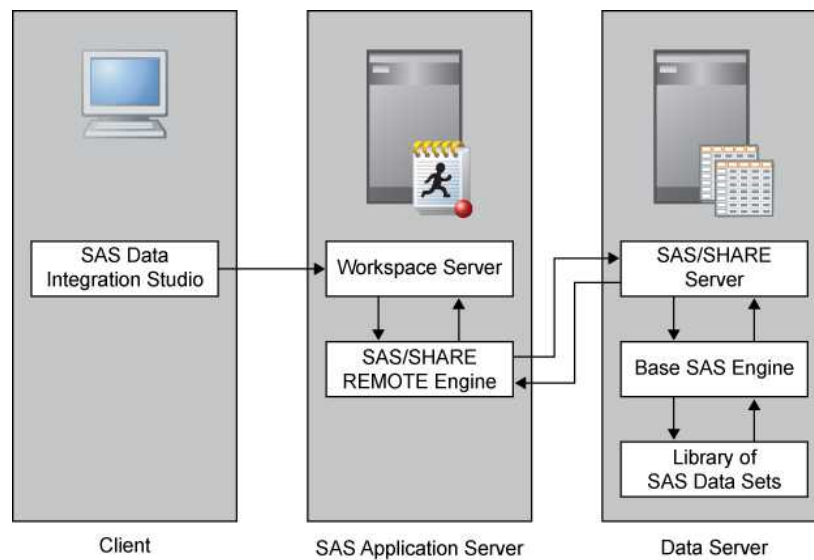 SAS Data
Integration Studio
Workspace Server
SAS/SHARE
REMOTE Engine
SAS/SHARE
Server
Base SAS Engine
Library of
SAS Data Sets
Client
SAS Application Server
Data Server